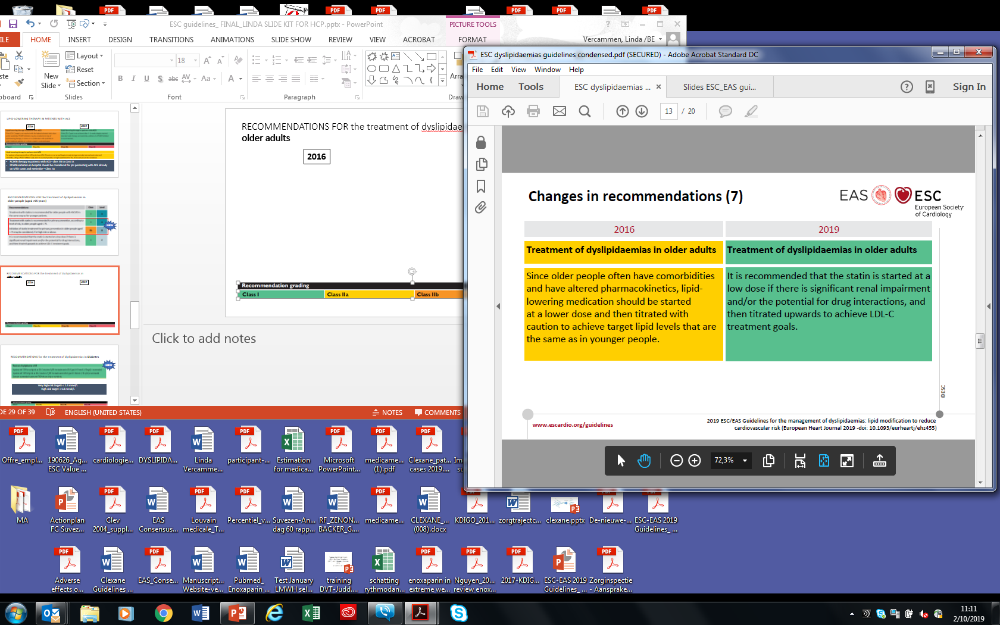 ESC guidelines_ FINAL_LINDA SLIDE KIT FOR HCP.pptx - PowerPoint
PICTURE TOOLS
HOME
INSERT
DESIGN
TRANSITIONS
ANIMATIONS
SLIDE SHOW
REVIEW
VIEW
ACROBAT
FORMAT
Vercammen, Linda /BE
New
Slide
Layout
Reset
Section
18
Slides
Font
Paragraph
LIPID-LOWERING THERAPY IN PATIENTS WITH ACS
2016
2019
RECOMMENDATIONS FOR the treatment of dyslipidaemias in
older people (aged >65 years)
RECOMMENDATIONS FOR the treatment of dyslipidaemias in
older adults
2016
2019
RECOMMENDATIONS for the treatment of dyslipidaemias in Diabetes
RECOMMENDATIONS FOR the treatment of dyslipidae
older adults
2016
Recommendation grading
Class I
Class IIa
Class IIb
Click to add notes
DE 29 OF 39
ENGLISH (UNITED STATES)
NOTES
COMMENTS
ESC dyslipidaemias guidelines condensed.pdf (SECURED) - Adobe Acrobat Standard DC
File Edit View Window Help
Home
Tools
ESC dyslipidaemias ... ×
Slides ESC_EAS gui...
Sign In
13 / 20
Changes in recommendations (7)
EAS
ESC
European Society
of Cardiology
2016
2019
Treatment of dyslipidaemias in older adults
Since older people often have comorbidities
and have altered pharmacokinetics, lipid-
lowering medication should be started
at a lower dose and then titrated with
caution to achieve target lipid levels that are
the same as in younger people.
Treatment of dyslipidaemias in older adults
It is recommended that the statin is started at a
low dose if there is significant renal impairment
and/or the potential for drug interactions, and
then titrated upwards to achieve LDL-C
treatment goals.
©ESC
www.escardio.org/guidelines
2019 ESC/EAS Guidelines for the management of dyslipidaemias: lipid modification to reduce
cardiovascular risk (European Heart Journal 2019 -doi: 10.1093/eurheartj/ehz455)
72,3%
Offre_empl...
190626_Ag...
ESC Value ...
cardiologie...
DYSLIPIDA...
Linda
Vercamme...
participant-...
Estimation
for medica...
Microsoft
PowerPoint...
medicame...
(1).pdf
Clexane_pat...
cases 2019....
MA
Actionplan
FC Suvez...
Clev
2004_suppl...
EAS
Consensus...
Louvain
medicale_T...
Percentiel_v...
Suvezen-An...
dag 60 rapp...
RF_ZENON...
BACKER_G....
medicame...
CLEXANE_...
(008).docx
KDIGO_201...
zorgtrajectc...
clexane.pptx
De-nieuwe-...
ESC-EAS 2019
Guidelines_ ...
Adverse
effects o...
Clexane
Guidelines ...
EAS_Conse...
Manuscript...
Website-ve...
Pubmed_
Enoxaparin ...
Test January
LMWH sel...
training
DVT-Judd....
schatting
rythmodan...
enoxaparin in
extreme we...
Nguyen_20...
review enox...
2017-KDIG...
ESC-EAS 2019
Guidelines_ ...
Zorginspectie
- Aansprake...
11:11
2/10/2019